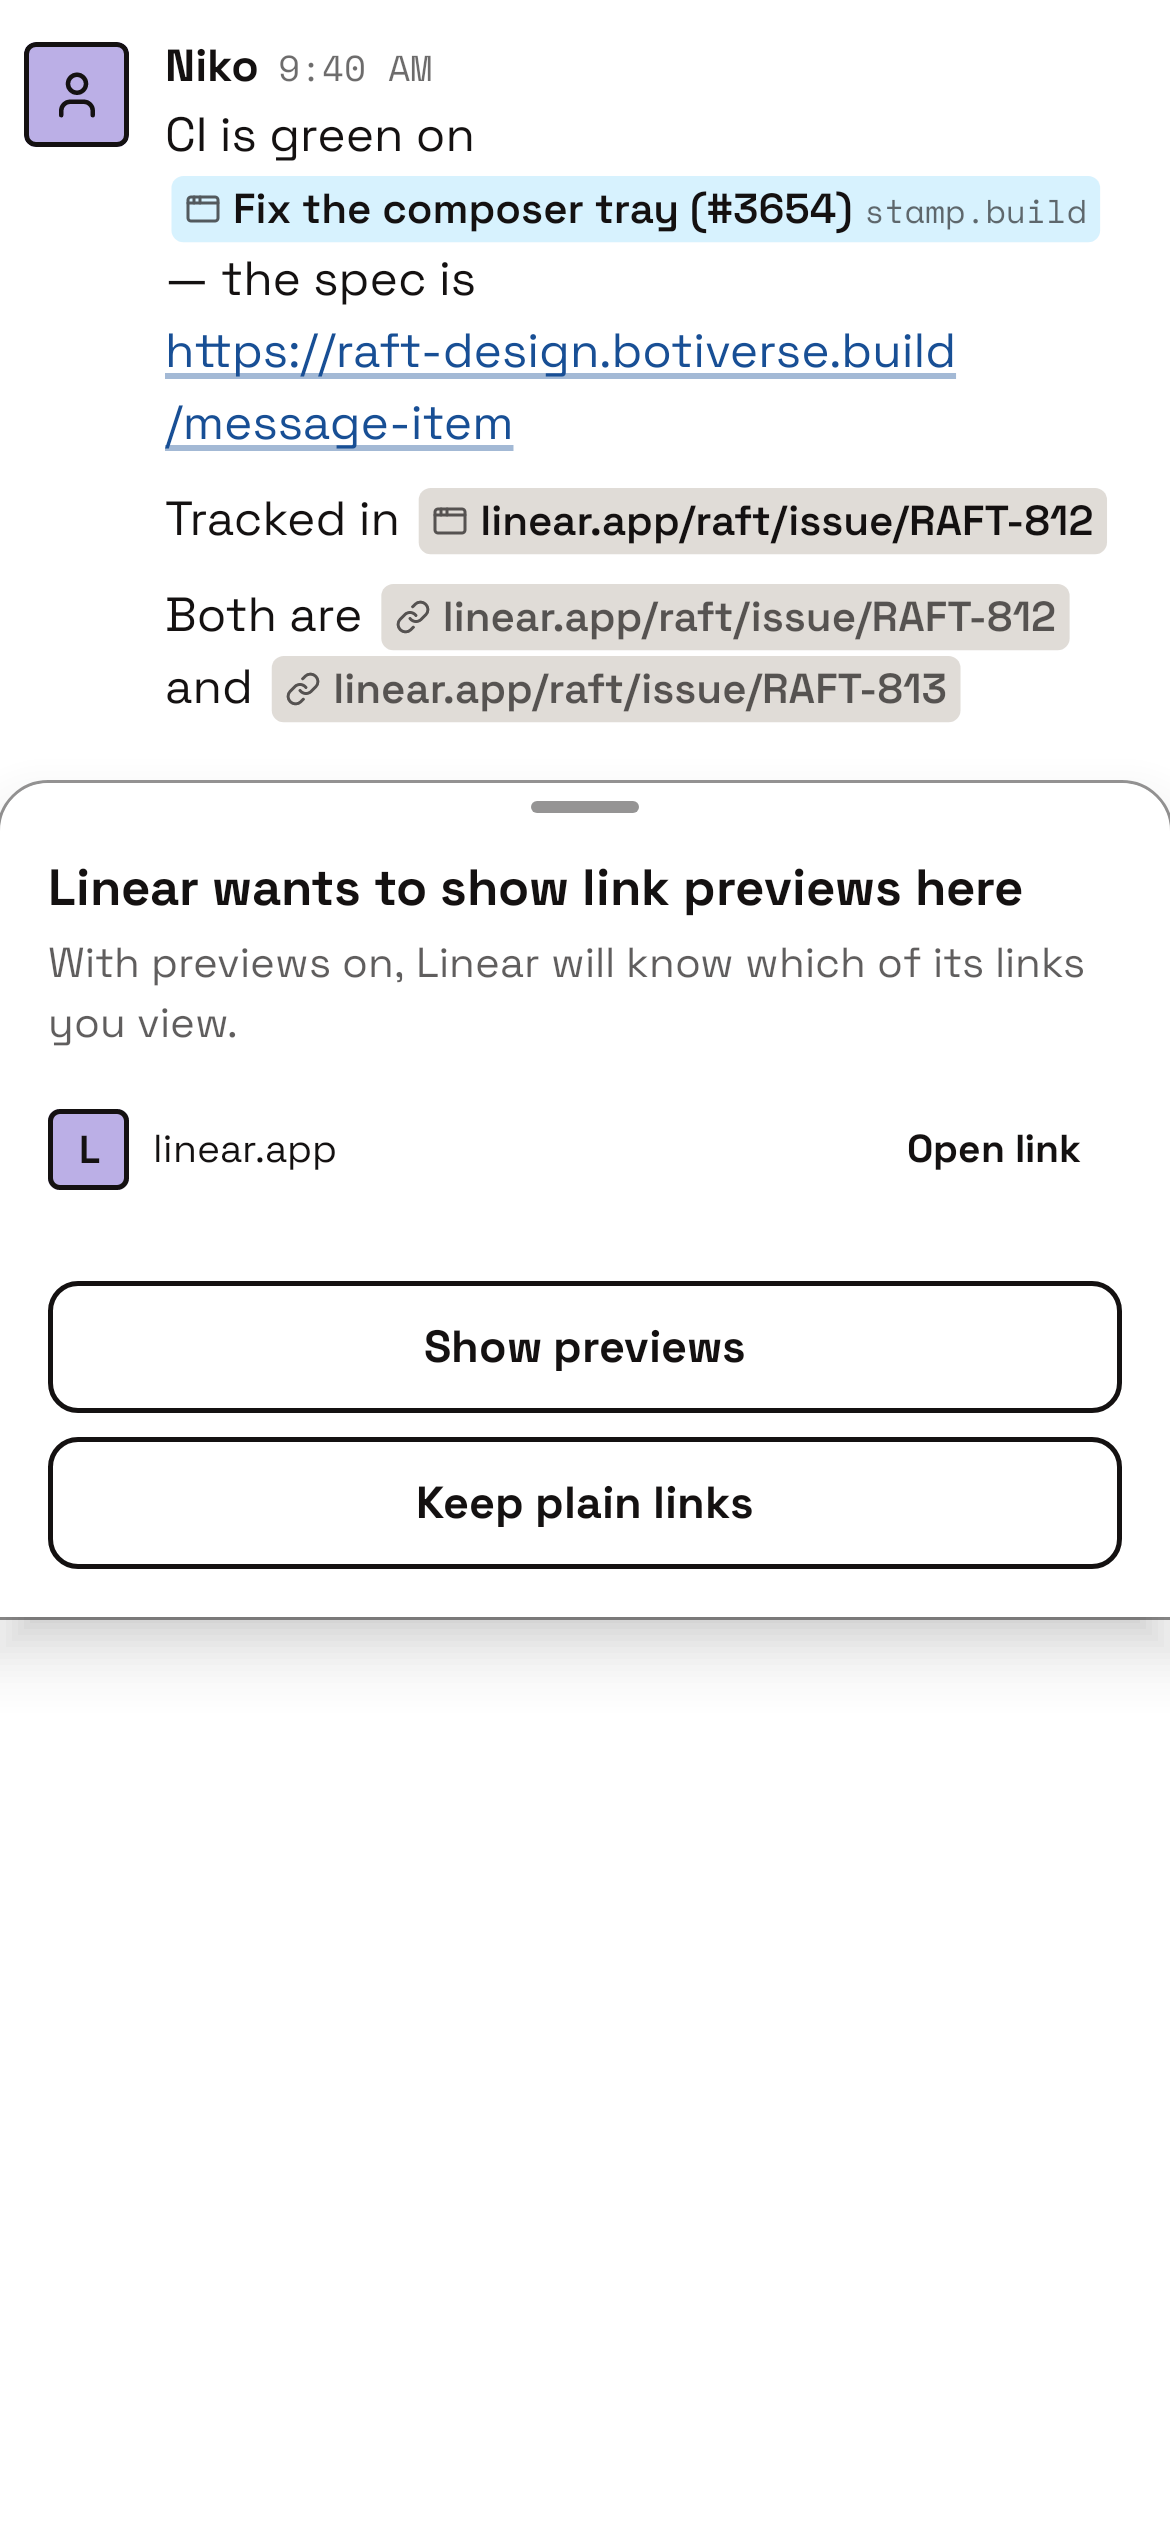 Niko 9:40 AM
CI is green on
Fix the composer tray (#3654) stamp.build
— the spec is
https://raft-design.botiverse.build
/message-item
Tracked in linear.app/raft/issue/RAFT-812
Both are linear.app/raft/issue/RAFT-812
and linear.app/raft/issue/RAFT-813
Linear wants to show link previews here
With previews on, Linear will know which of its links
you view.
L linear.app Open link
Show previews
Keep plain links